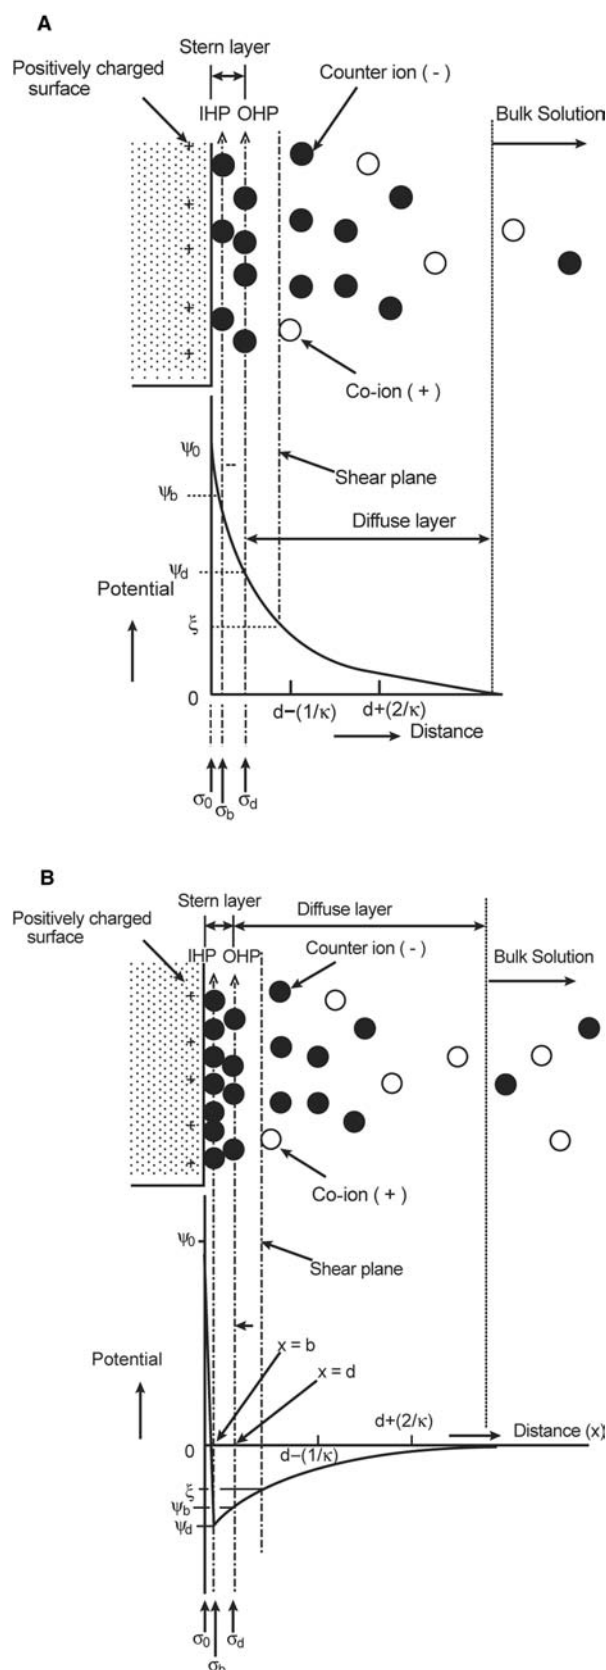 A
Stern layer
Positively charged
surface
Counter ion ( - )
IHP
OHP
Bulk Solution
+
+
+
+
+
Co-ion ( + )
ψ0
--
Shear plane
ψb
Diffuse layer
ψd
Potential
ξ
0
d–(1/κ)
d+(2/κ)
Distance
σ0
σb
σd
B
Stern layer
Diffuse layer
Positively charged
surface
IHP
OHP
Counter ion ( - )
Bulk Solution
+
+
+
+
+
+
Co-ion ( + )
ψ0
Shear plane
x = b
Potential
x = d
d+(2/κ)
Distance (x)
0
d–(1/κ)
ξ
ψb
ψd
σ0
σd
σb